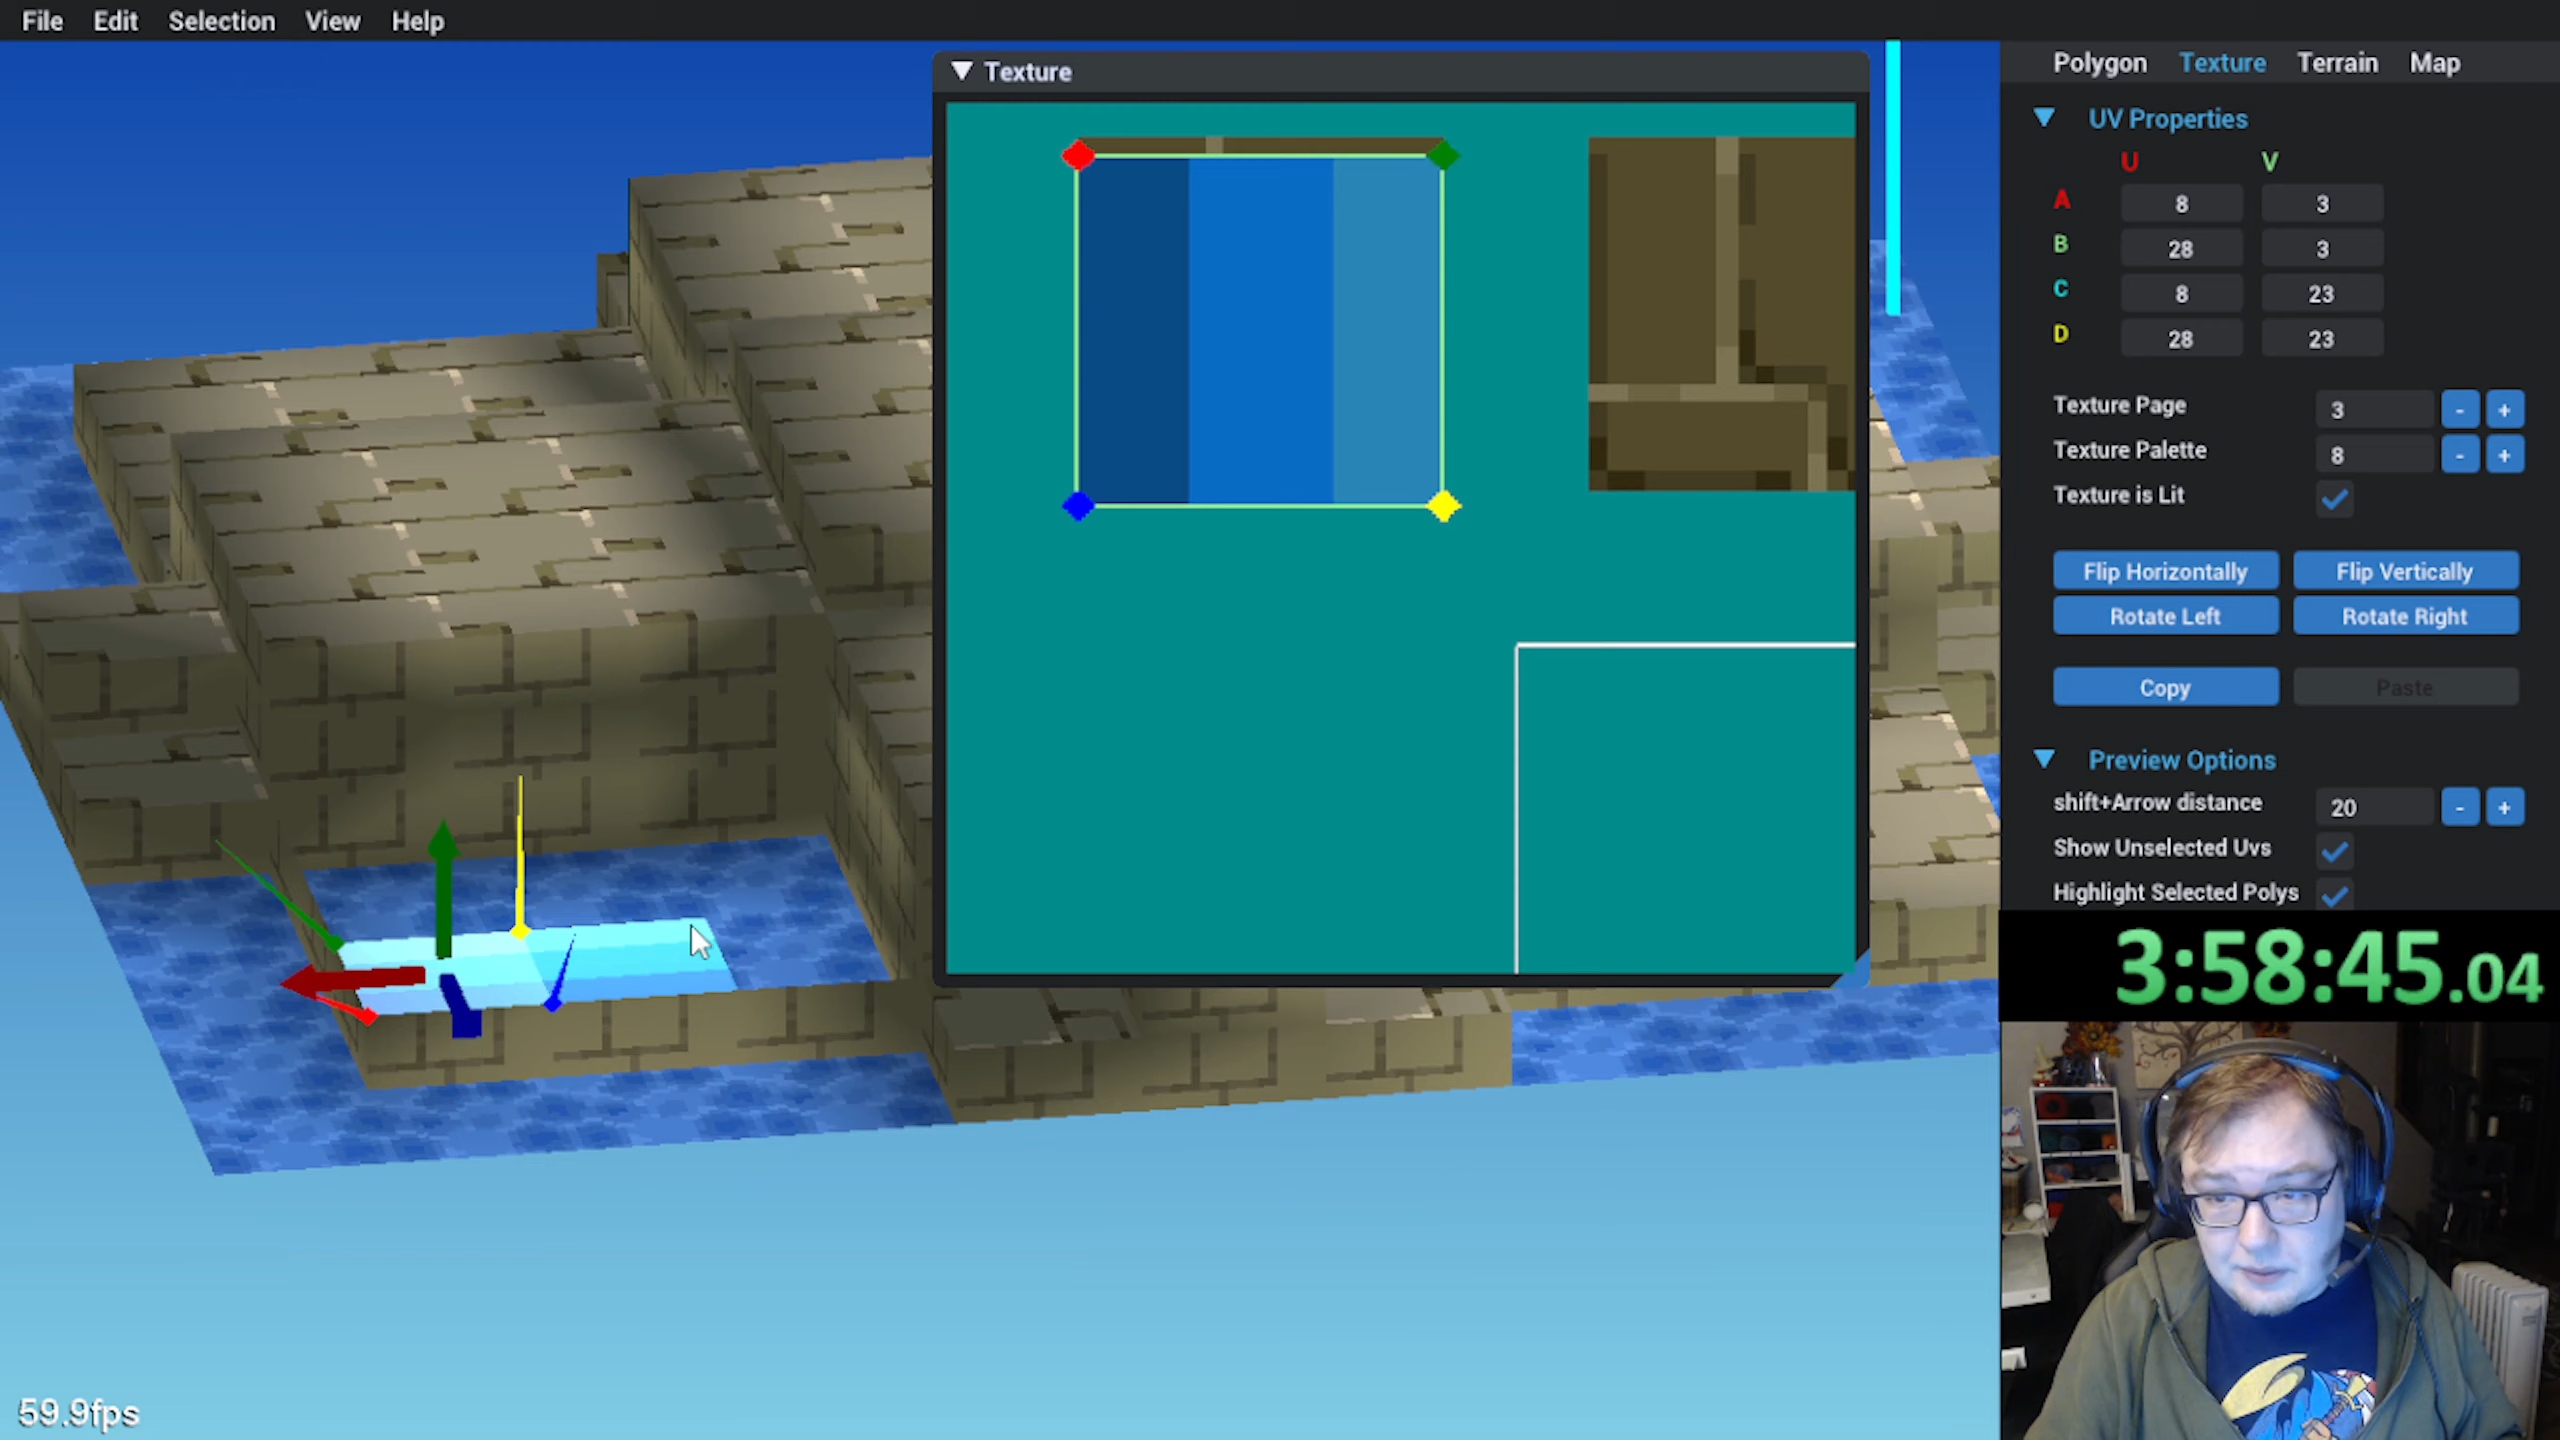 File Edit Selection View Help
Texture
Polygon Texture Terrain Map
UV Properties
U V
A 8 3
B 28 3
C 8 23
D 28 23
Texture Page 3 - +
Texture Palette 8 - +
Texture is Lit
Flip Horizontally Flip Vertically
Rotate Left Rotate Right
Copy Paste
Preview Options
shift+Arrow distance 20 - +
Show Unselected Uvs
Highlight Selected Polys
3:58:45.04
59.9fps